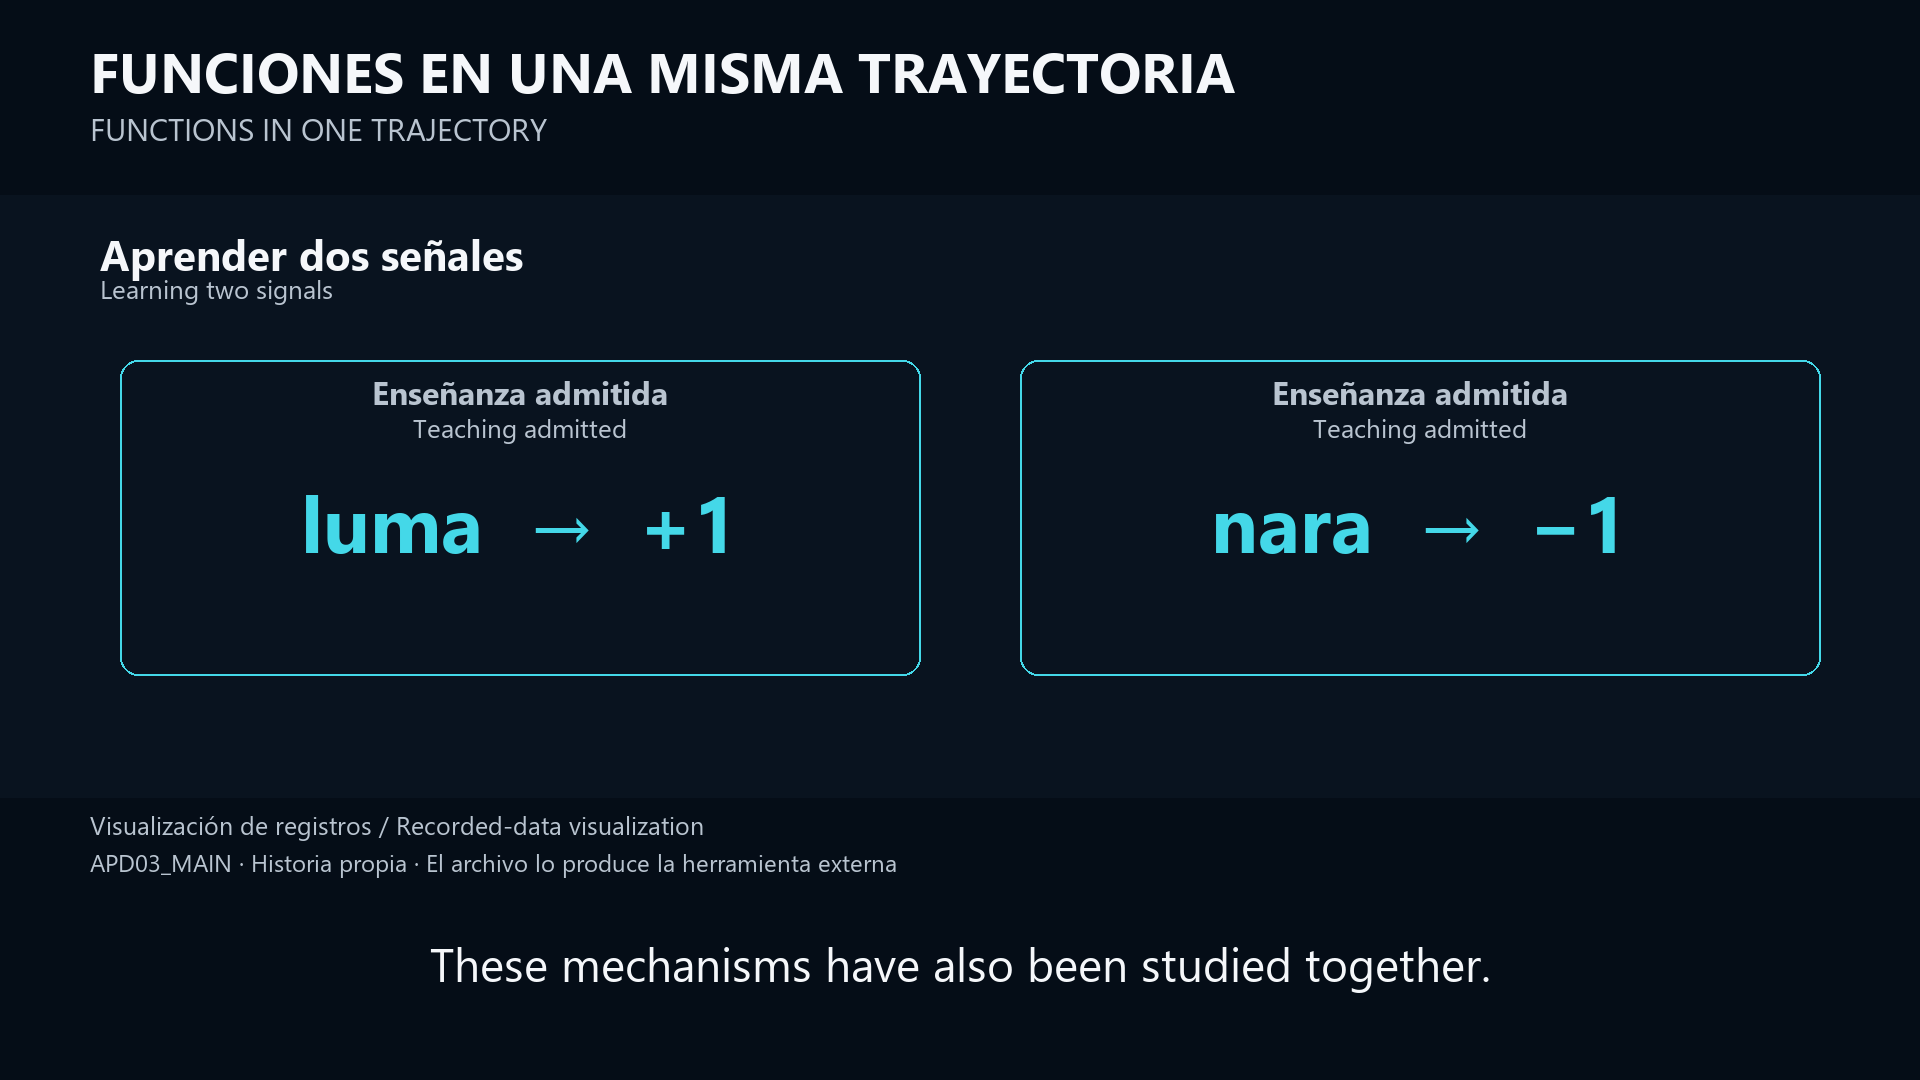 FUNCIONES EN UNA MISMA TRAYECTORIA
FUNCTIONS IN ONE TRAJECTORY
Aprender dos señales
Learning two signals
Enseñanza admitida
Teaching admitted
luma → +1
Enseñanza admitida
Teaching admitted
nara → −1
Visualización de registros / Recorded-data visualization
APD03_MAIN · Historia propia · El archivo lo produce la herramienta externa
These mechanisms have also been studied together.